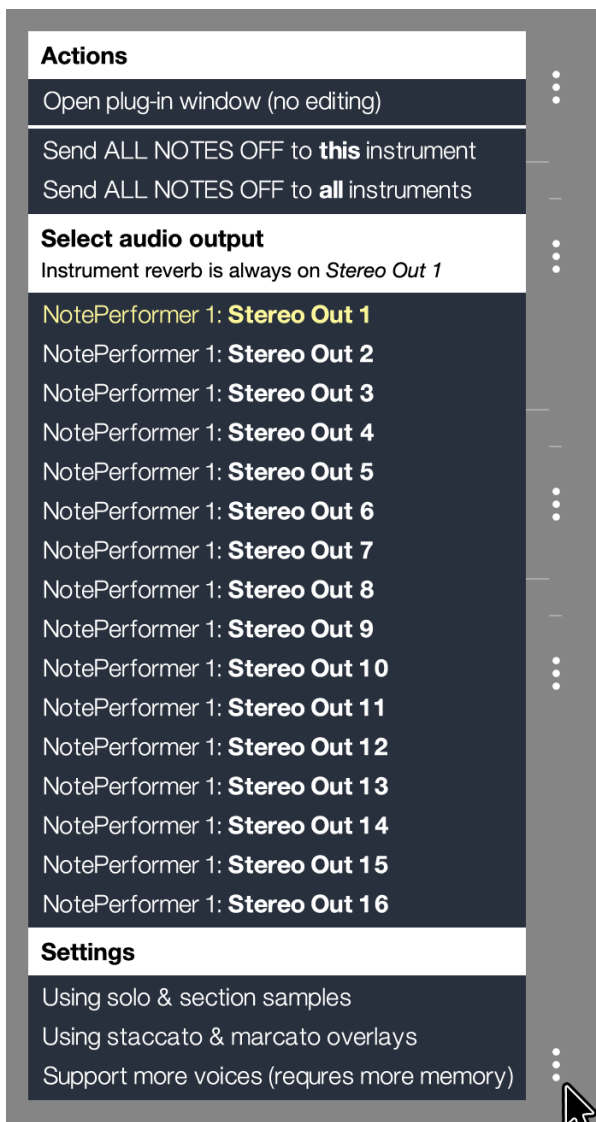 Actions
Open plug-in window (no editing)
Send ALL NOTES OFF to this instrument
Send ALL NOTES OFF to all instruments
Select audio output
Instrument reverb is always on Stereo Out 1
NotePerformer 1: Stereo Out 1
NotePerformer 1: Stereo Out 2
NotePerformer 1: Stereo Out 3
NotePerformer 1: Stereo Out 4
NotePerformer 1: Stereo Out 5
NotePerformer 1: Stereo Out 6
NotePerformer 1: Stereo Out 7
NotePerformer 1: Stereo Out 8
NotePerformer 1: Stereo Out 9
NotePerformer 1: Stereo Out 10
NotePerformer 1: Stereo Out 11
NotePerformer 1: Stereo Out 12
NotePerformer 1: Stereo Out 13
NotePerformer 1: Stereo Out 14
NotePerformer 1: Stereo Out 15
NotePerformer 1: Stereo Out 16
Settings
Using solo & section samples
Using staccato & marcato overlays
Support more voices (requres more memory)